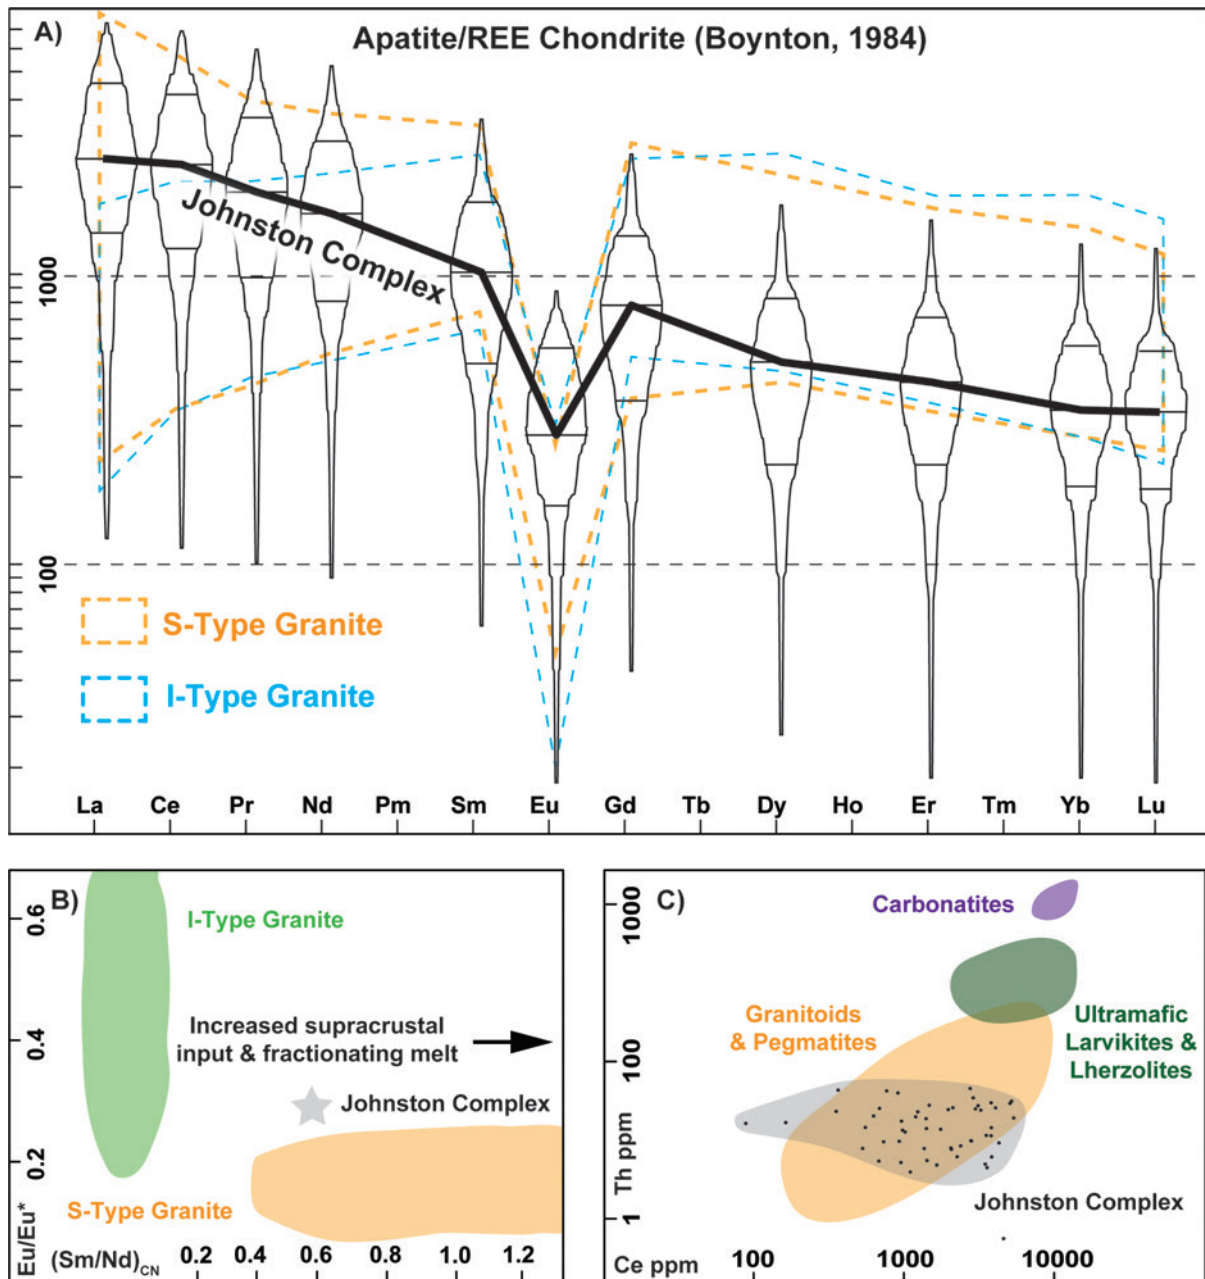 A)
Apatite/REE Chondrite (Boynton, 1984)
Johnston Complex
1000
100
S-Type Granite
I-Type Granite
La Ce Pr Nd Pm Sm Eu Gd Tb Dy Ho Er Tm Yb Lu
B)
I-Type Granite
Increased supracrustal
input & fractionating melt
Johnston Complex
S-Type Granite
0.6
0.4
0.2
Eu/Eu*
(Sm/Nd)CN
0.2 0.4 0.6 0.8 1.0 1.2
C)
Carbonatites
Granitoids
& Pegmatites
Ultramafic
Larvikites &
Lherzolites
Johnston Complex
1000
100
1
Th ppm
Ce ppm
100 1000 10000